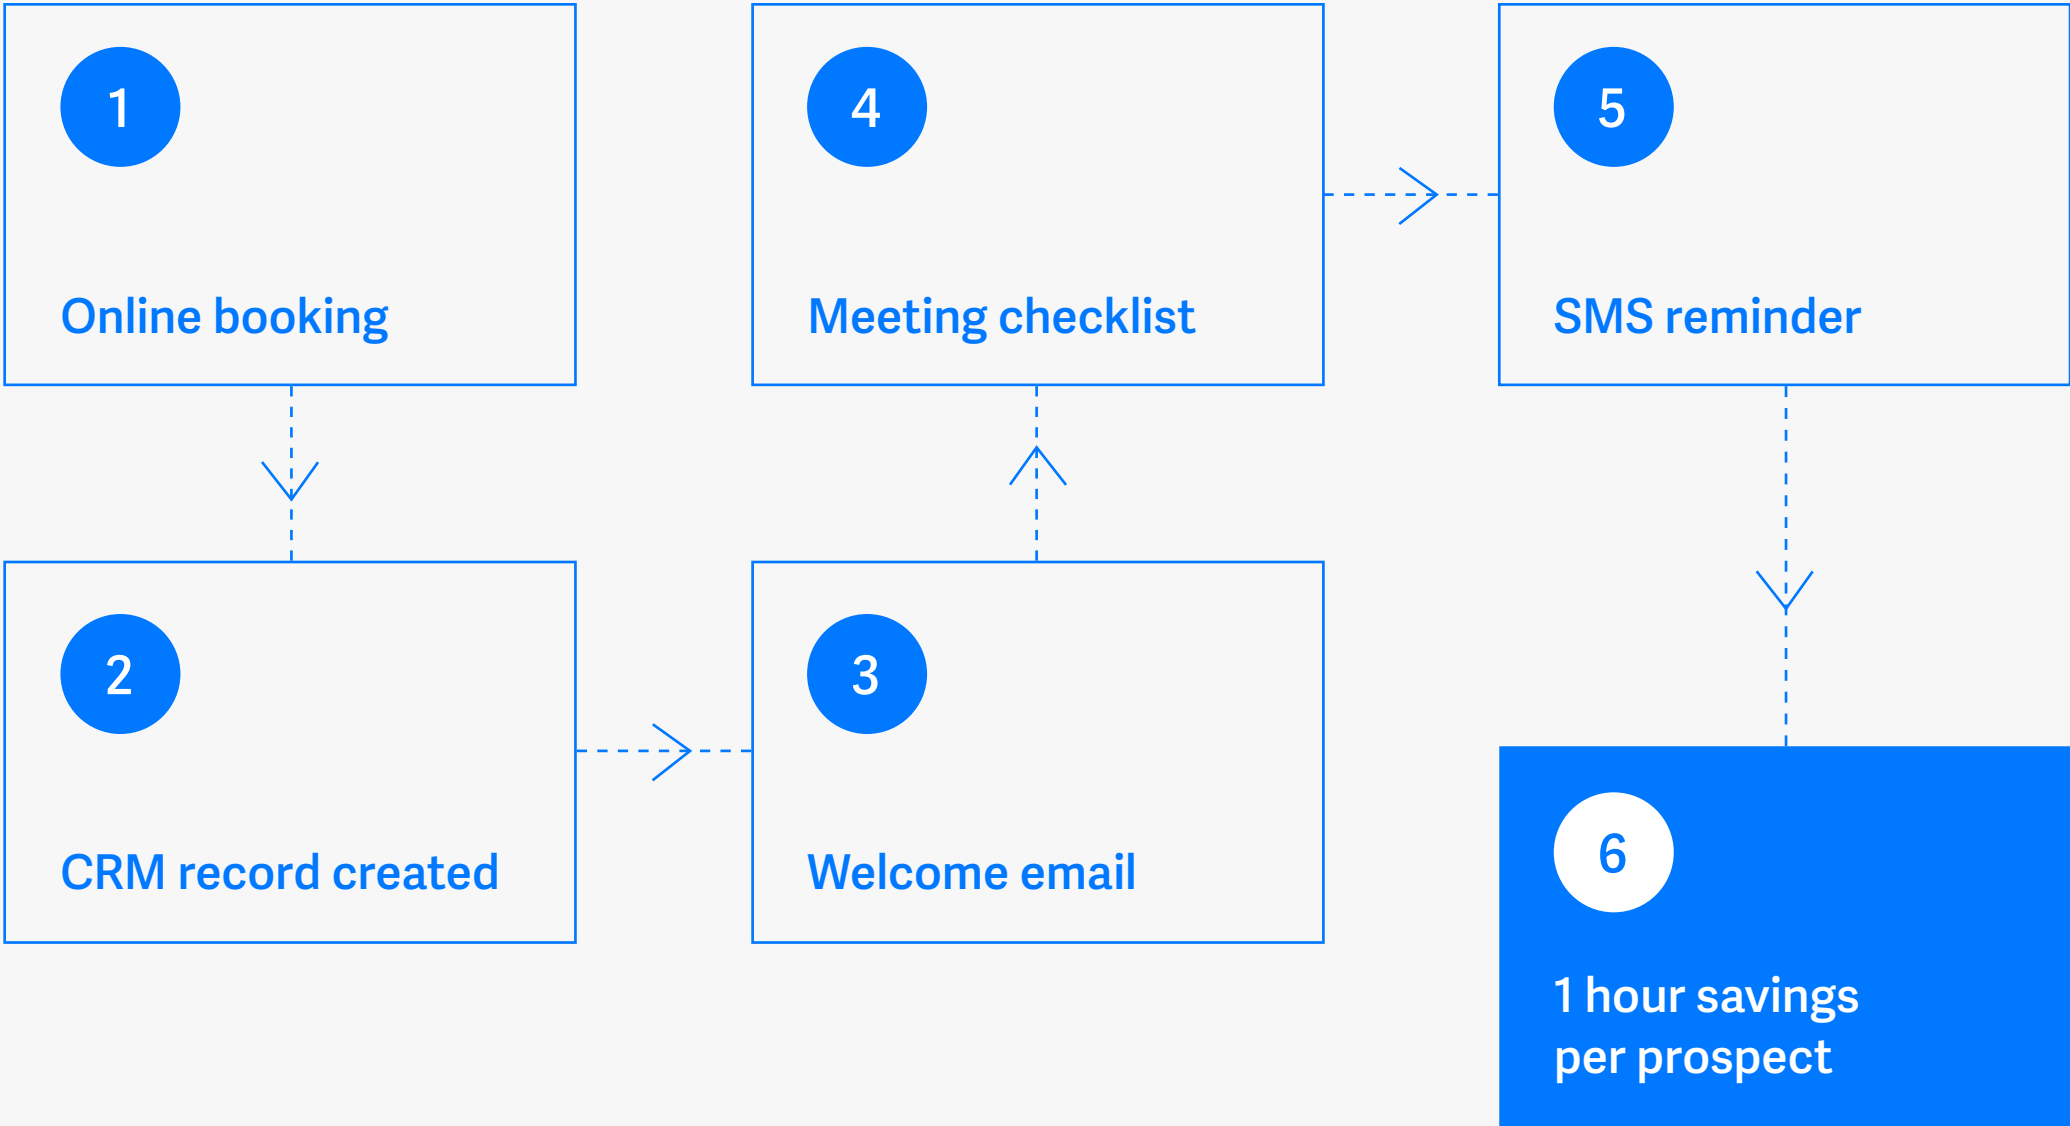 1
Online booking
2
CRM record created
3
Welcome email
4
Meeting checklist
5
SMS reminder
6
1 hour savings
per prospect